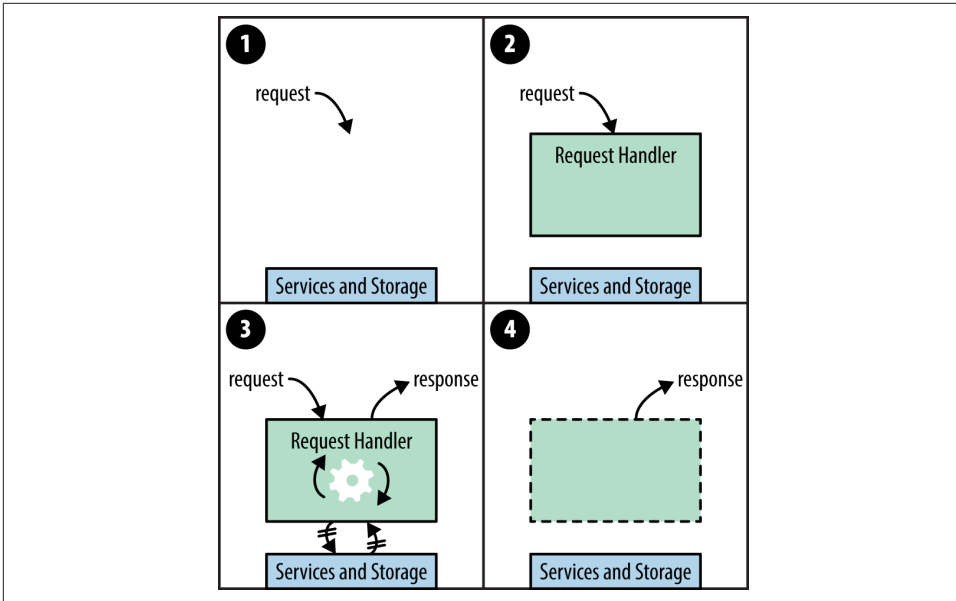 1
request
Services and Storage
2
request
Request Handler
Services and Storage
3
request
response
Request Handler
Services and Storage
4
response
Services and Storage